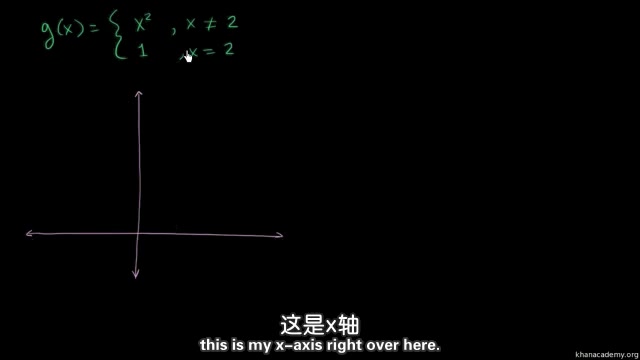 g(x) = { x² , x ≠ 2
1 , x = 2
这是x轴
this is my x-axis right over here.
khanacademy.org